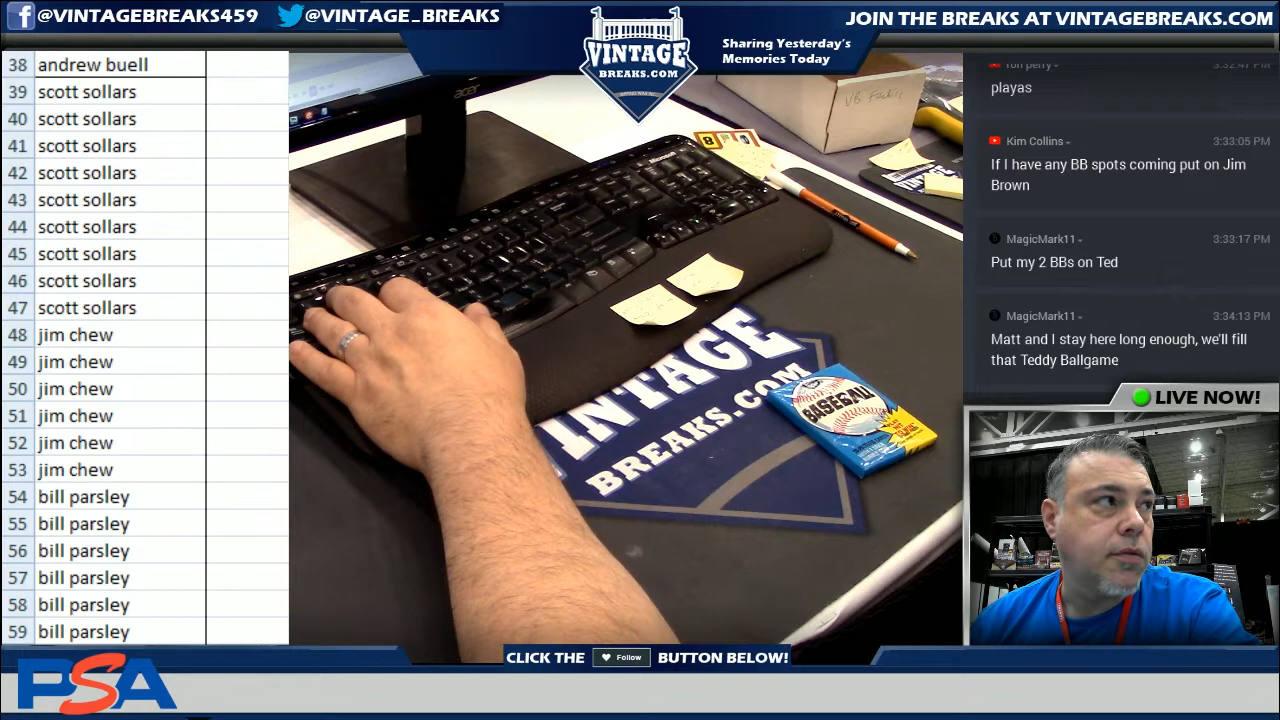 @VINTAGEBREAKS459
@VINTAGE_BREAKS
VINTAGE
BREAKS.COM
Sharing Yesterday's
Memories Today
JOIN THE BREAKS AT VINTAGEBREAKS.COM
38 andrew buell
39 scott sollars
40 scott sollars
41 scott sollars
42 scott sollars
43 scott sollars
44 scott sollars
45 scott sollars
46 scott sollars
47 scott sollars
48 jim chew
49 jim chew
50 jim chew
51 jim chew
52 jim chew
53 jim chew
54 bill parsley
55 bill parsley
56 bill parsley
57 bill parsley
58 bill parsley
59 bill parsley
acer
Microsoft
VINTAGE
BREAKS.COM
BASEBALL
3:32:47 PM
playas
Kim Collins 3:33:05 PM
If I have any BB spots coming put on Jim
Brown
MagicMark11 3:33:17 PM
Put my 2 BBs on Ted
MagicMark11 3:34:13 PM
Matt and I stay here long enough, we'll fill
that Teddy Ballgame
LIVE NOW!
CLICK THE Follow BUTTON BELOW!
PSA